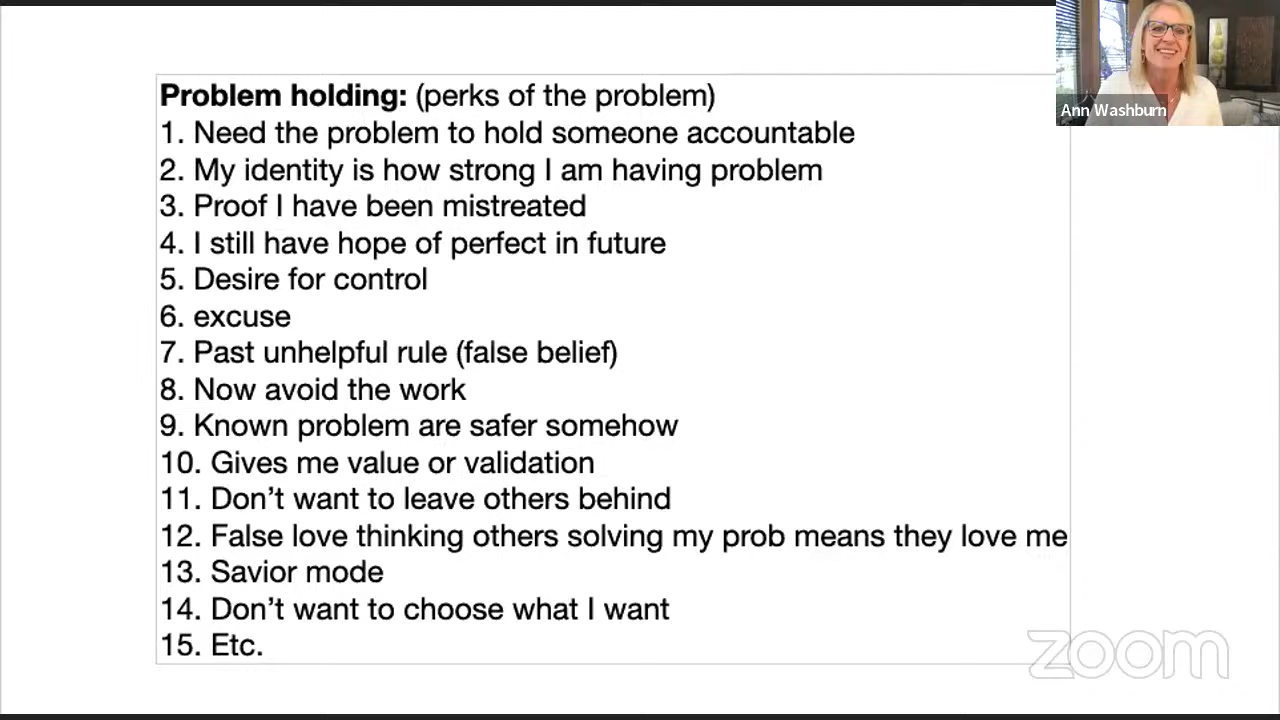 Problem holding: (perks of the problem)
1. Need the problem to hold someone accountable
2. My identity is how strong I am having problem
3. Proof I have been mistreated
4. I still have hope of perfect in future
5. Desire for control
6. excuse
7. Past unhelpful rule (false belief)
8. Now avoid the work
9. Known problem are safer somehow
10. Gives me value or validation
11. Don’t want to leave others behind
12. False love thinking others solving my prob means they love me
13. Savior mode
14. Don’t want to choose what I want
15. Etc.
Ann Washburn
zoom